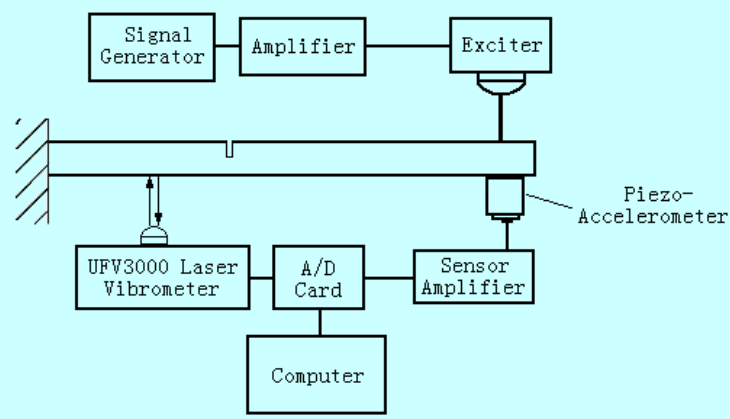 Signal
Generator
Amplifier
Exciter
Piezo-
Accelerometer
UFV3000 Laser
Vibrometer
A/D
Card
Sensor
Amplifier
Computer